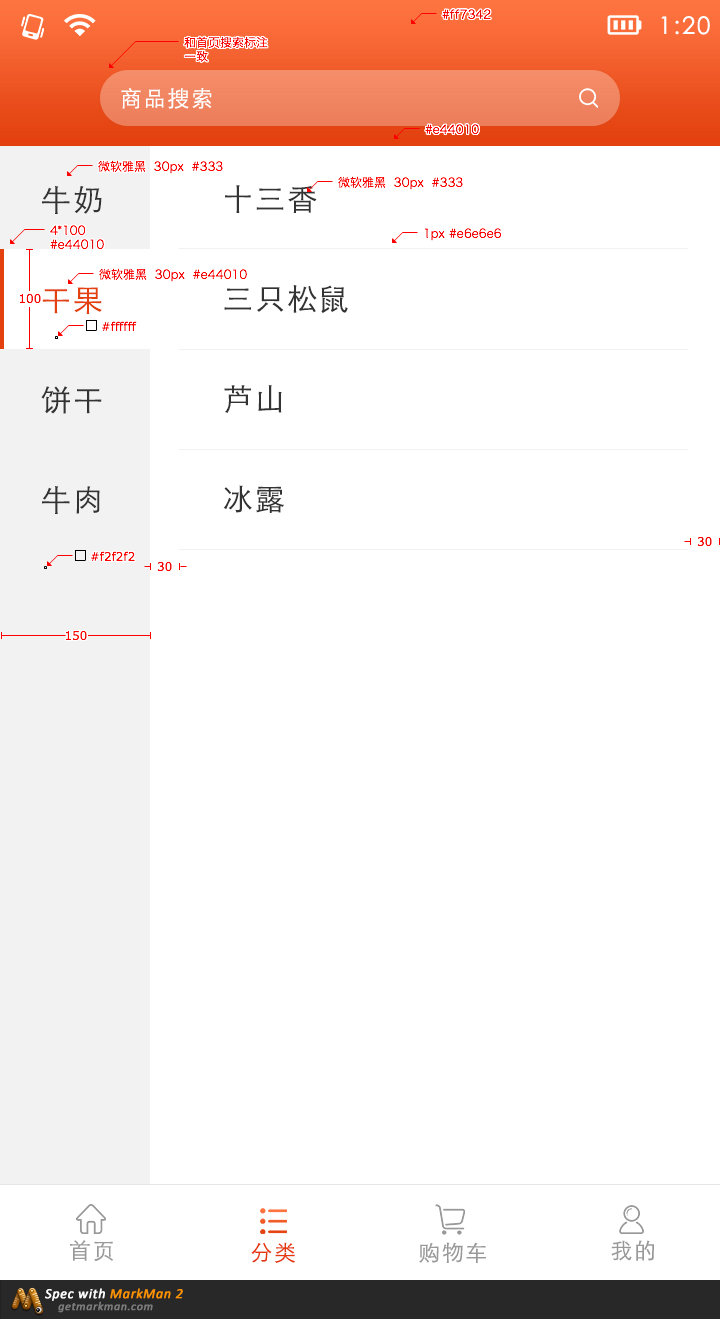 #ff7342
1:20
和首页搜索标注
一致
商品搜索
#e44010
微软雅黑 30px #333
牛奶
微软雅黑 30px #333
十三香
4*100
#e44010
1px #e6e6e6
微软雅黑 30px #e44010
100
干果
三只松鼠
#ffffff
饼干
芦山
牛肉
冰露
30
#f2f2f2
30
150
首页
分类
购物车
我的
Spec with MarkMan 2
getmarkman.com